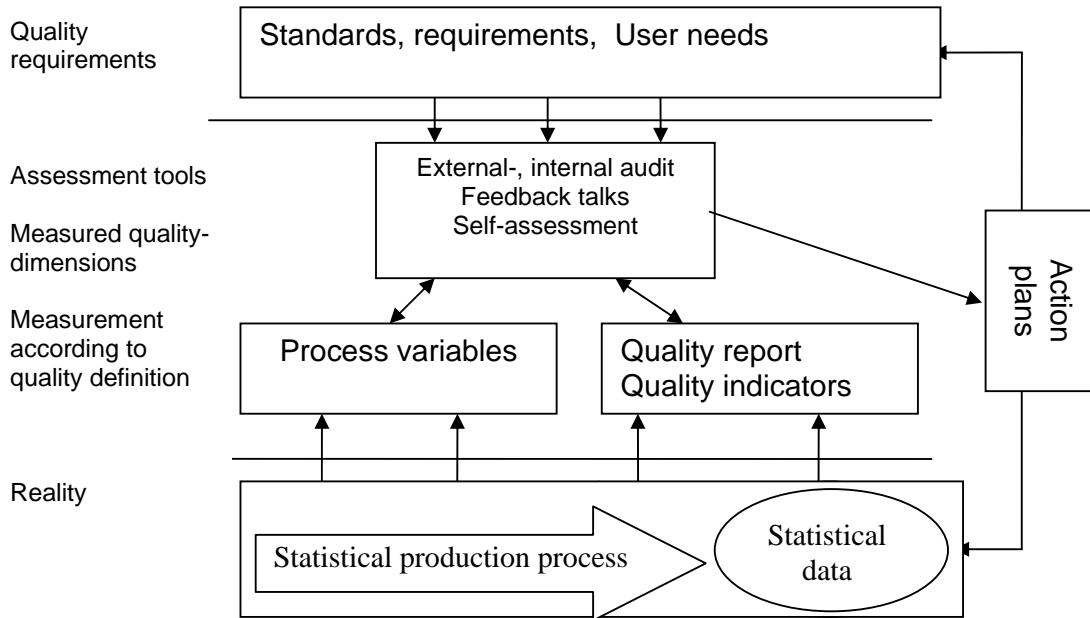 Quality
requirements
Standards, requirements,  User needs
Assessment tools
Measured quality-
dimensions
Measurement
according to
quality definition
External-, internal audit
Feedback talks
Self-assessment
Action
plans
Process variables
Quality report
Quality indicators
Reality
Statistical production process
Statistical
data